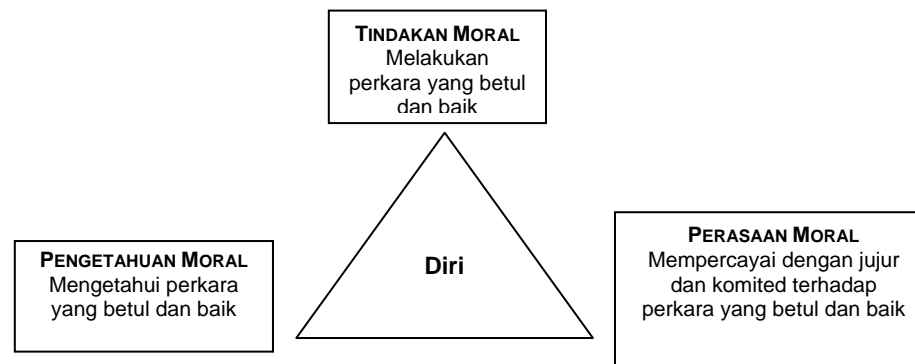 TINDAKAN MORAL
Melakukan
perkara yang betul
dan baik
Diri
PENGETAHUAN MORAL
Mengetahui perkara
yang betul dan baik
PERASAAN MORAL
Mempercayai dengan jujur
dan komited terhadap
perkara yang betul dan baik